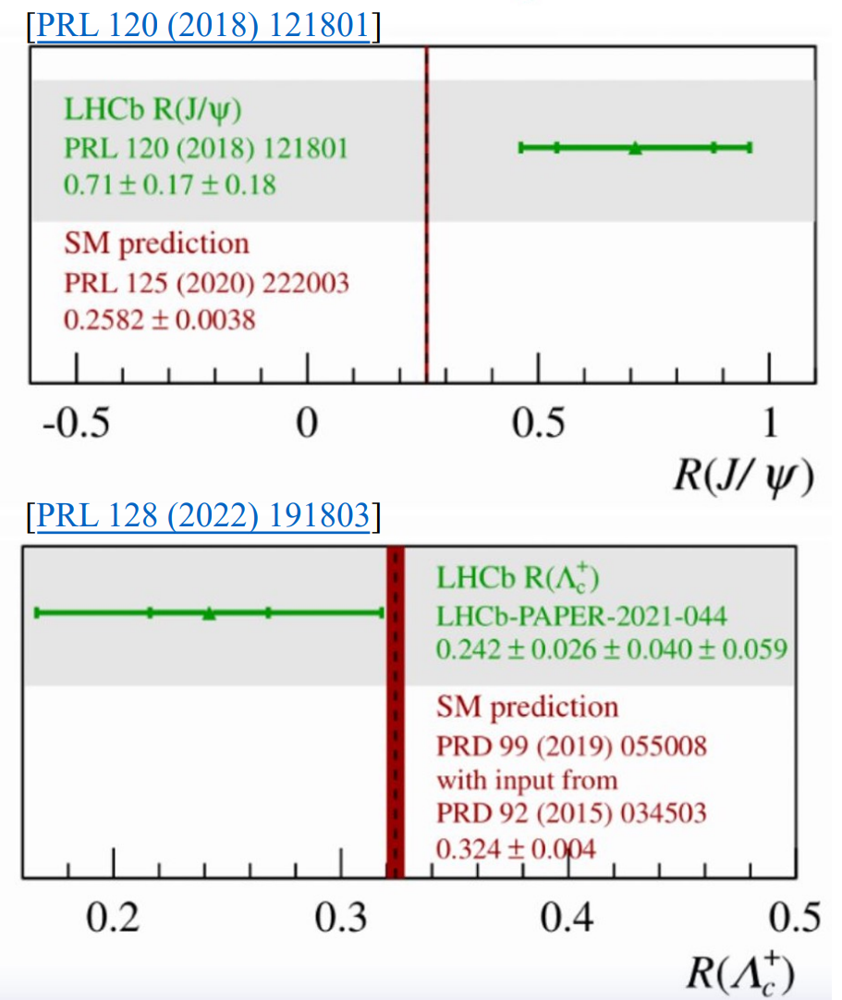 [PRL 120 (2018) 121801]
LHCb R(J/ψ)
PRL 120 (2018) 121801
0.71 ± 0.17 ± 0.18
SM prediction
PRL 125 (2020) 222003
0.2582 ± 0.0038
-0.5 0 0.5 1
R(J/ ψ)
[PRL 128 (2022) 191803]
LHCb R(Λc+)
LHCb-PAPER-2021-044
0.242 ± 0.026 ± 0.040 ± 0.059
SM prediction
PRD 99 (2019) 055008
with input from
PRD 92 (2015) 034503
0.324 ± 0.004
0.2 0.3 0.4 0.5
R(Λc+)